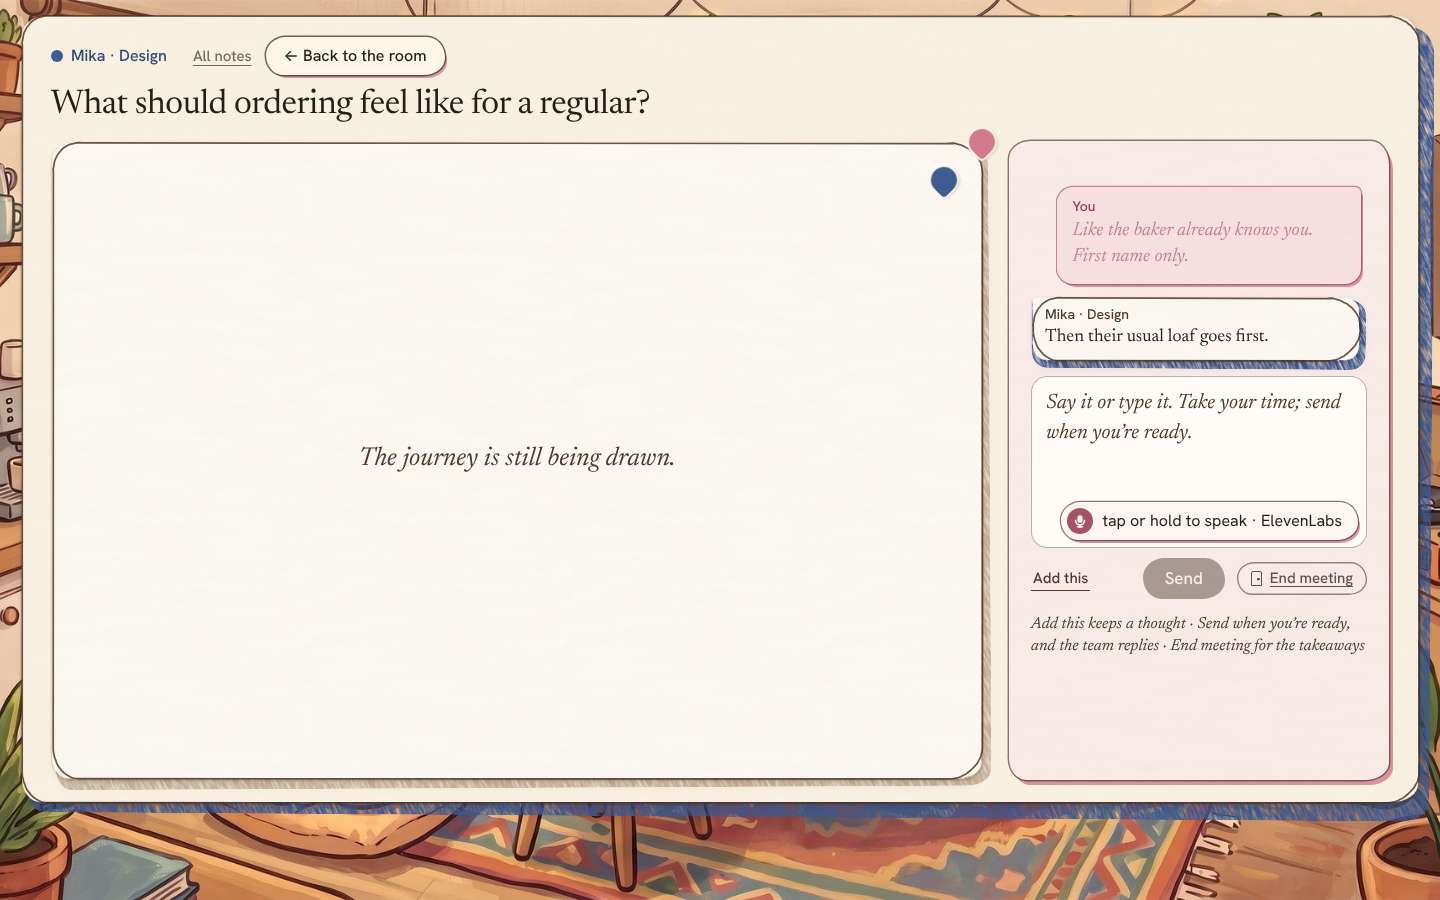 Mika · Design
All notes
← Back to the room
What should ordering feel like for a regular?
The journey is still being drawn.
You
Like the baker already knows you.
First name only.
Mika · Design
Then their usual loaf goes first.
Say it or type it. Take your time; send
when you’re ready.
tap or hold to speak · ElevenLabs
Add this
Send
End meeting
Add this keeps a thought · Send when you’re ready,
and the team replies · End meeting for the takeaways